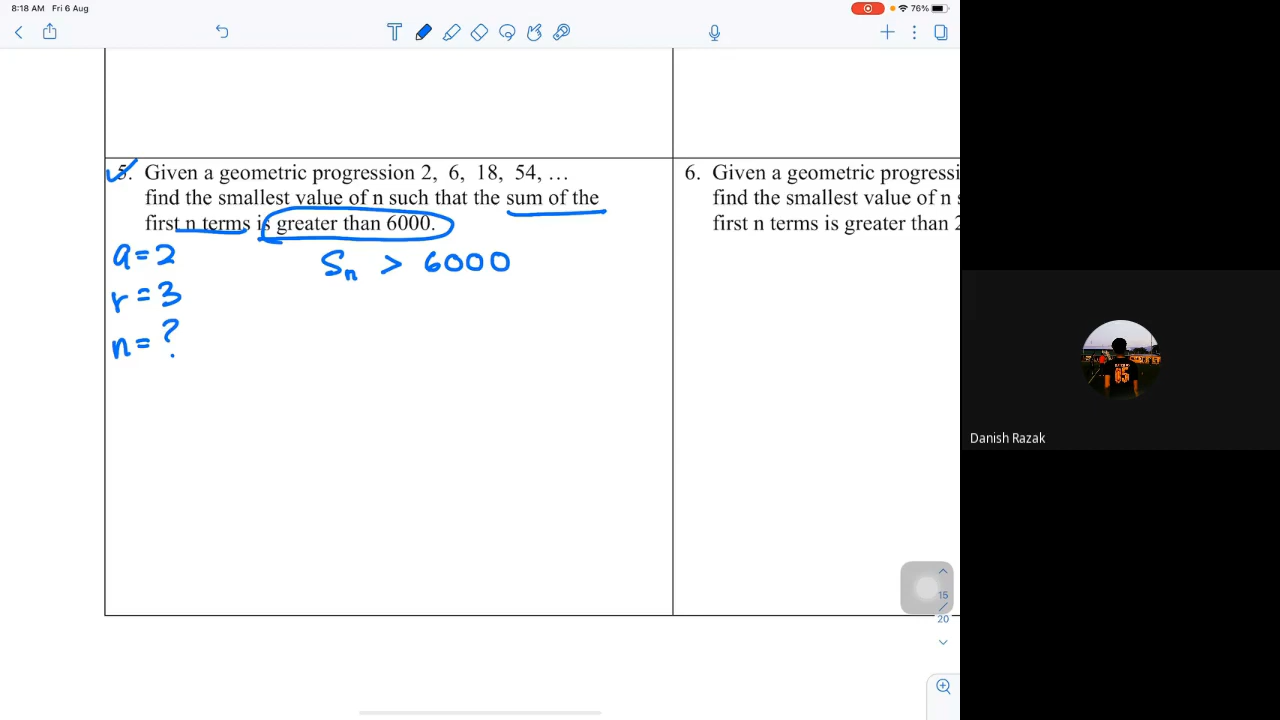 8:18 AM Fri 6 Aug
76%
T
5. Given a geometric progression 2, 6, 18, 54, …
find the smallest value of n such that the sum of the
first n terms is greater than 6000.
a = 2
r = 3
n = ?
Sn > 6000
6. Given a geometric progressi
find the smallest value of n s
first n terms is greater than 2
15
/
20
Danish Razak